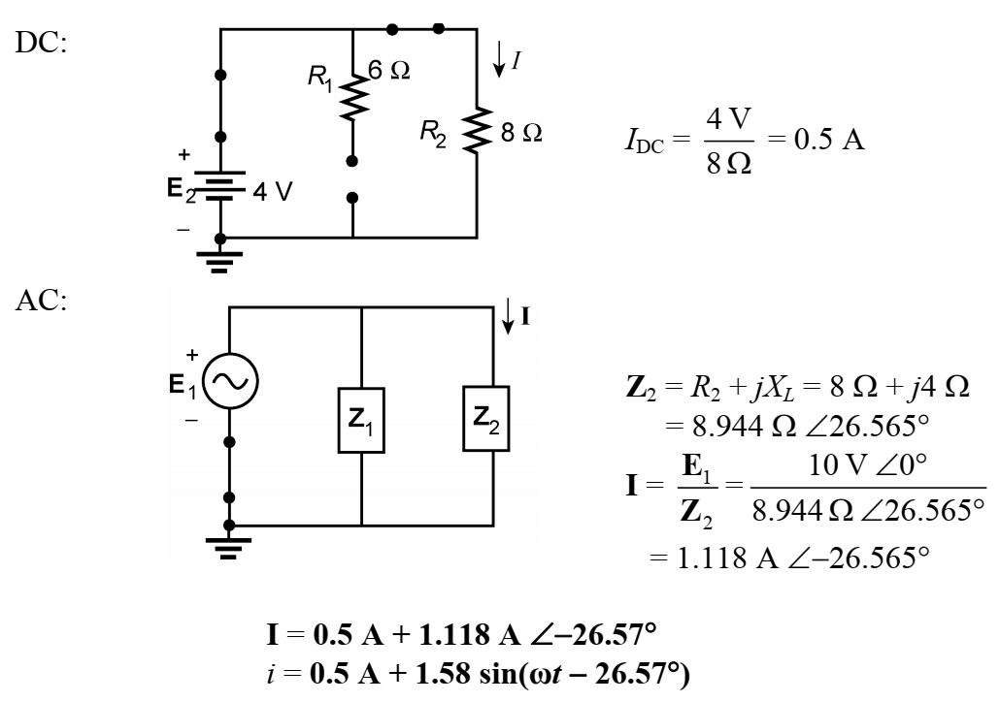 DC:
R₁ 6 Ω
I
R₂ 8 Ω
+
E₂ 4 V
–
I_DC = 4 V / 8 Ω = 0.5 A
AC:
I
+
E₁
–
Z₁
Z₂
Z₂ = R₂ + jX_L = 8 Ω + j4 Ω
= 8.944 Ω ∠26.565°
I = E₁ / Z₂ = 10 V ∠0° / 8.944 Ω ∠26.565°
= 1.118 A ∠–26.565°
I = 0.5 A + 1.118 A ∠–26.57°
i = 0.5 A + 1.58 sin(ωt – 26.57°)